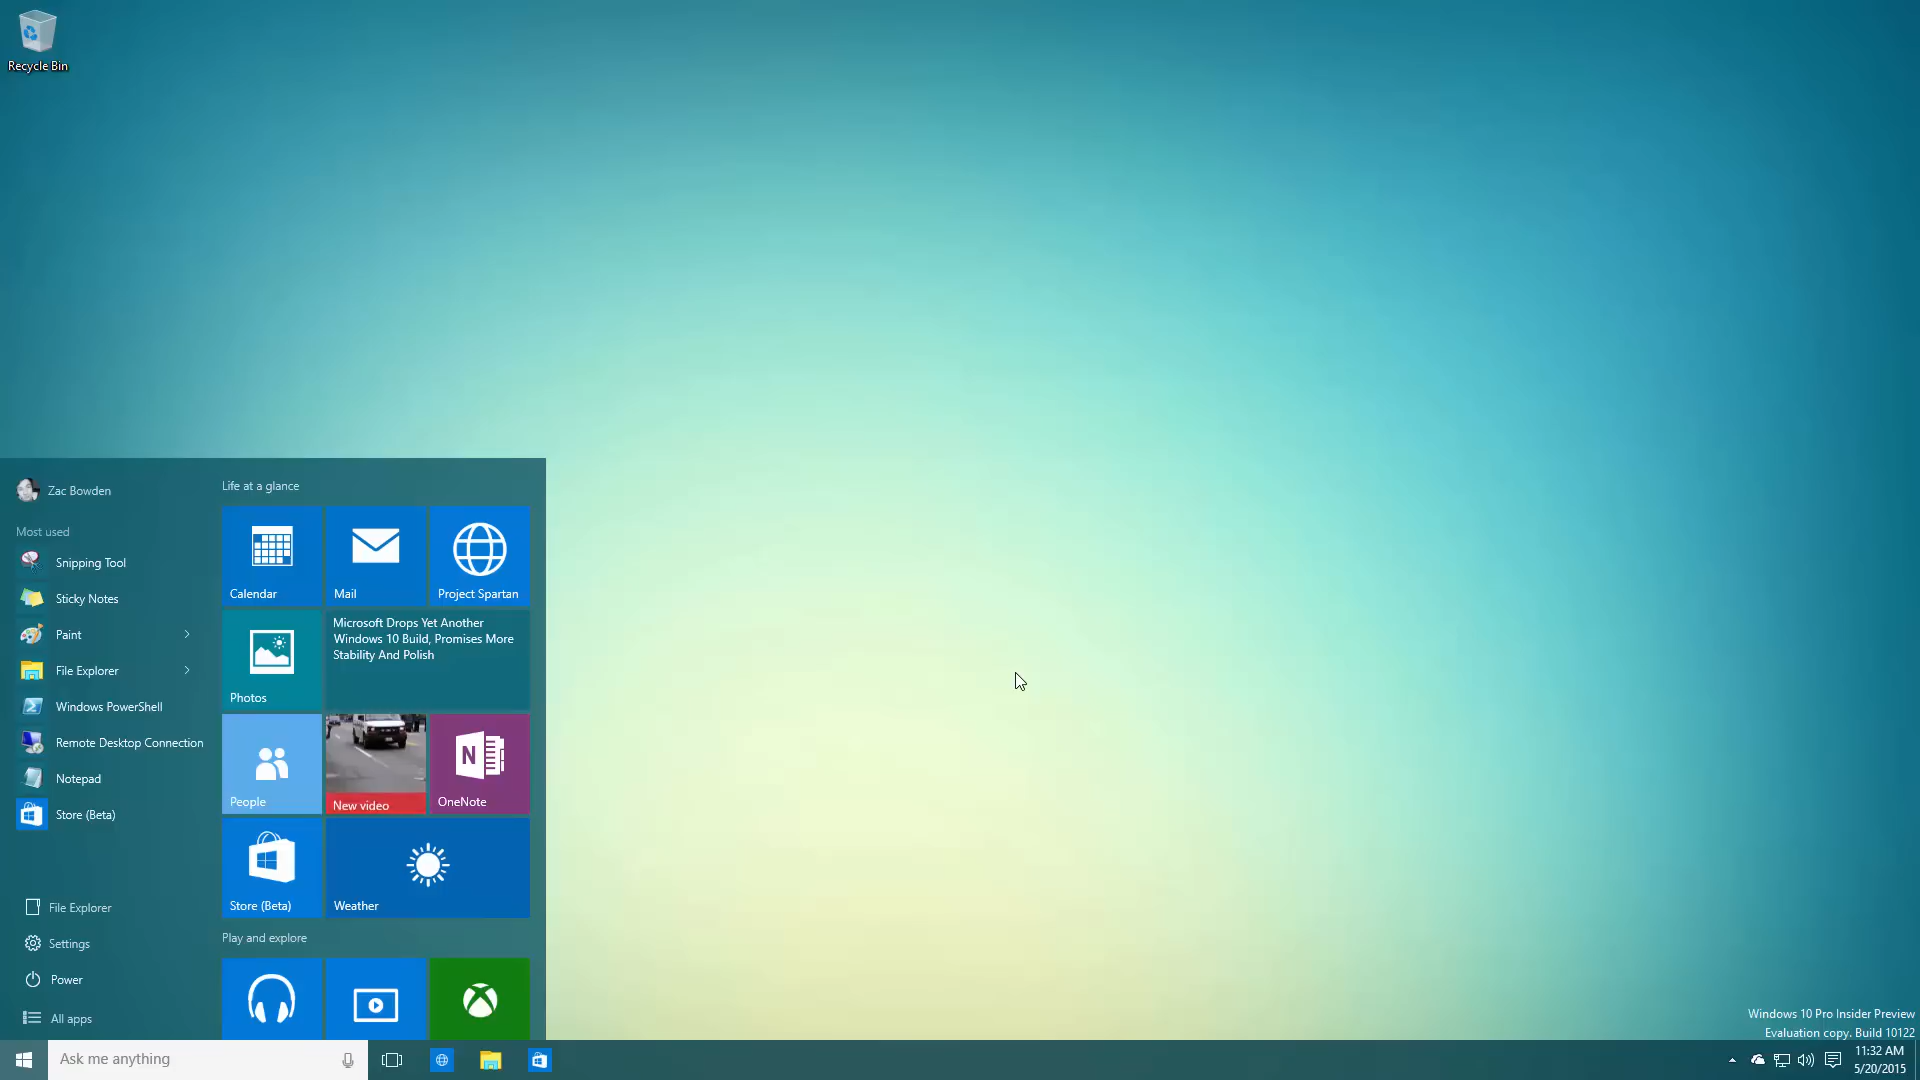 Recycle Bin
Zac Bowden
Most used
Snipping Tool
Sticky Notes
Paint
File Explorer
Windows PowerShell
Remote Desktop Connection
Notepad
Store (Beta)
File Explorer
Settings
Power
All apps
Life at a glance
Calendar
Mail
Project Spartan
Photos
Microsoft Drops Yet Another
Windows 10 Build, Promises More
Stability And Polish
People
New video
N
OneNote
Store (Beta)
Weather
Play and explore
Ask me anything
Windows 10 Pro Insider Preview
Evaluation copy. Build 10122
11:32 AM
5/20/2015